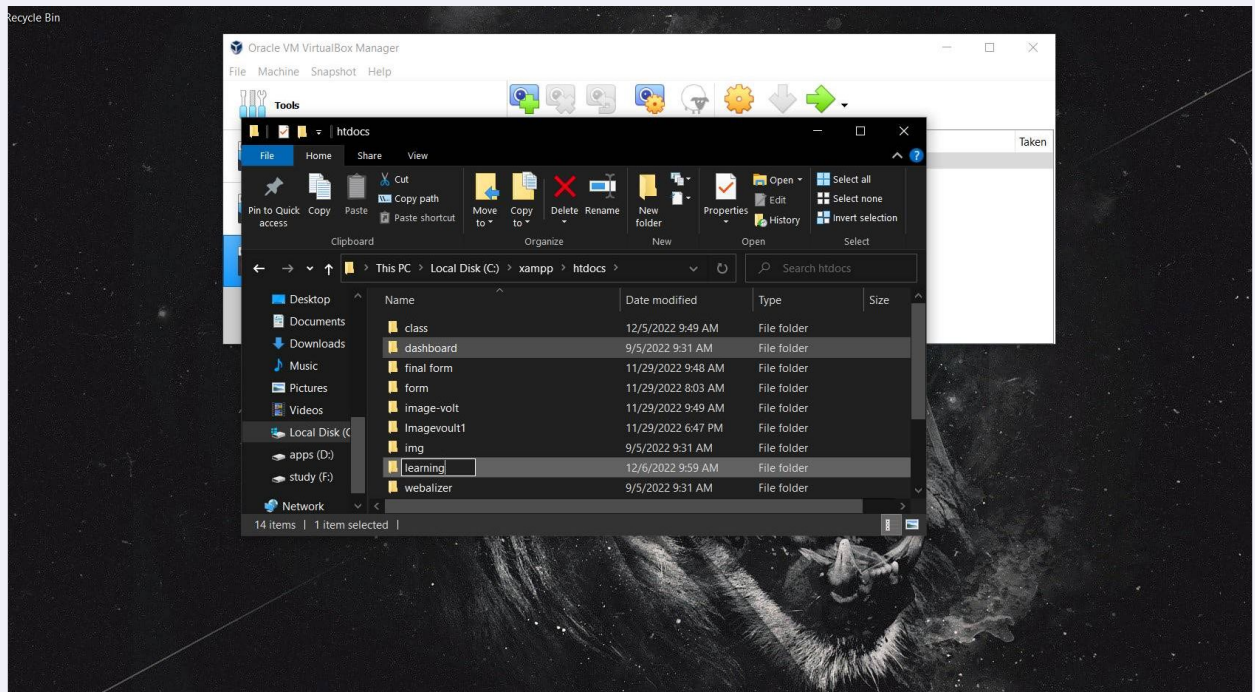 Recycle Bin
Oracle VM VirtualBox Manager
File Machine Snapshot Help
Tools
Taken
htdocs
File Home Share View
Pin to Quick access
Copy
Paste
Cut
Copy path
Paste shortcut
Move to
Copy to
Delete
Rename
New folder
Properties
Open
Edit
History
Select all
Select none
Invert selection
Clipboard Organize New Open Select
This PC > Local Disk (C:) > xampp > htdocs >
Search htdocs
Desktop
Documents
Downloads
Music
Pictures
Videos
Local Disk (C
apps (D:)
study (F:)
Network
Name Date modified Type Size
class 12/5/2022 9:49 AM File folder
dashboard 9/5/2022 9:31 AM File folder
final form 11/29/2022 9:48 AM File folder
form 11/29/2022 8:03 AM File folder
image-volt 11/29/2022 9:49 AM File folder
Imagevoult1 11/29/2022 6:47 PM File folder
img 9/5/2022 9:31 AM File folder
learning 12/6/2022 9:59 AM File folder
webalizer 9/5/2022 9:31 AM File folder
14 items | 1 item selected |